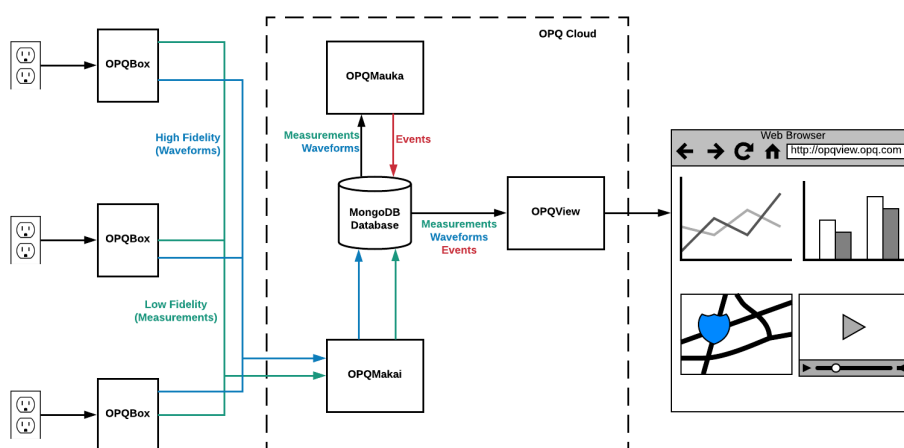 OPQ Cloud
OPQBox
OPQMauka
High Fidelity
(Waveforms)
Measurements
Waveforms
Events
Web Browser
http://opqview.opq.com
OPQBox
MongoDB
Database
OPQView
Measurements
Waveforms
Events
Low Fidelity
(Measurements)
OPQMakai
OPQBox